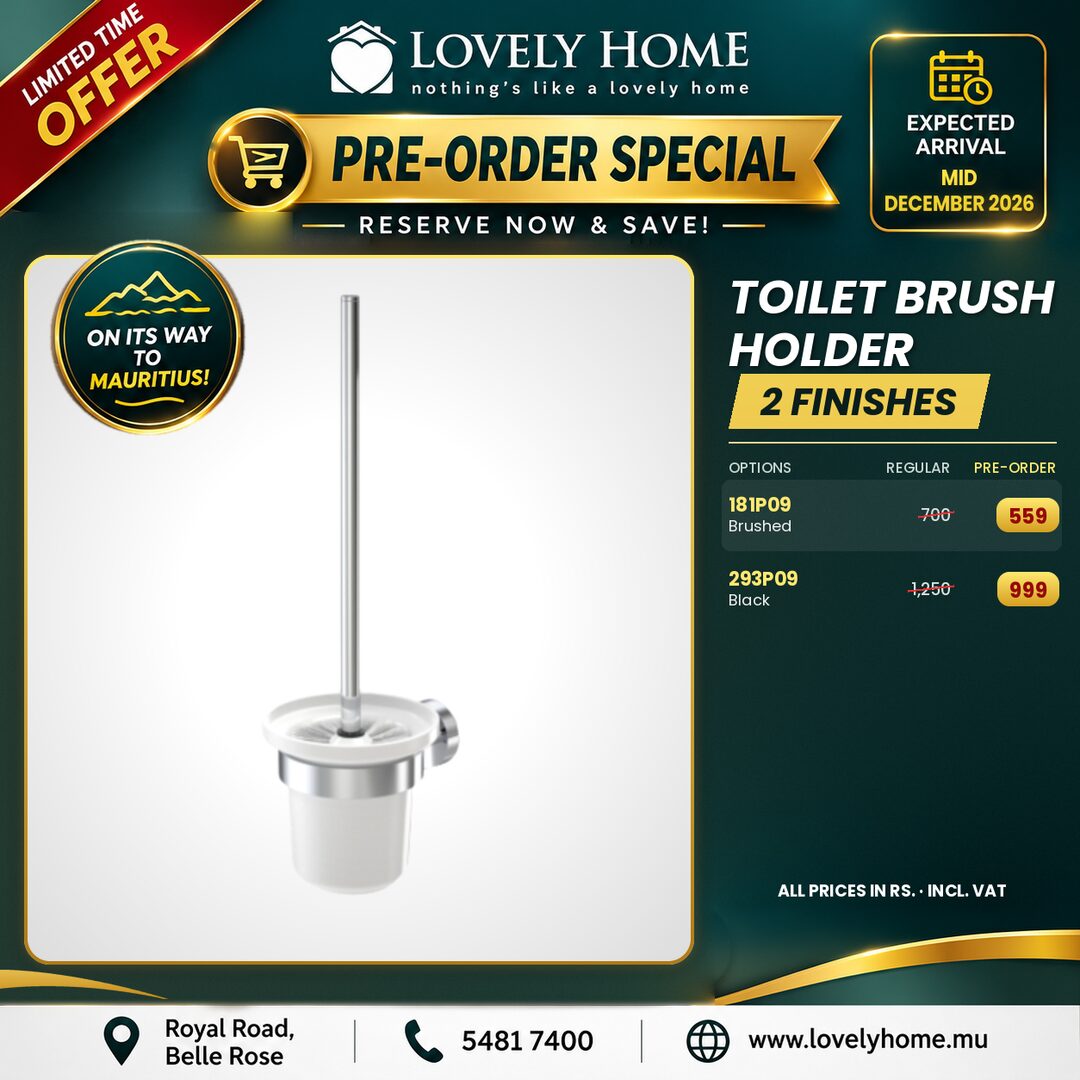 LIMITED TIME
OFFER
LOVELY HOME
nothing's like a lovely home
PRE-ORDER SPECIAL
RESERVE NOW & SAVE!
EXPECTED
ARRIVAL
MID
DECEMBER 2026
ON ITS WAY
TO
MAURITIUS!
TOILET BRUSH
HOLDER
2 FINISHES
OPTIONS REGULAR PRE-ORDER
181P09
Brushed
700 559
293P09
Black
1,250 999
ALL PRICES IN RS. · INCL. VAT
Royal Road,
Belle Rose
5481 7400
www.lovelyhome.mu